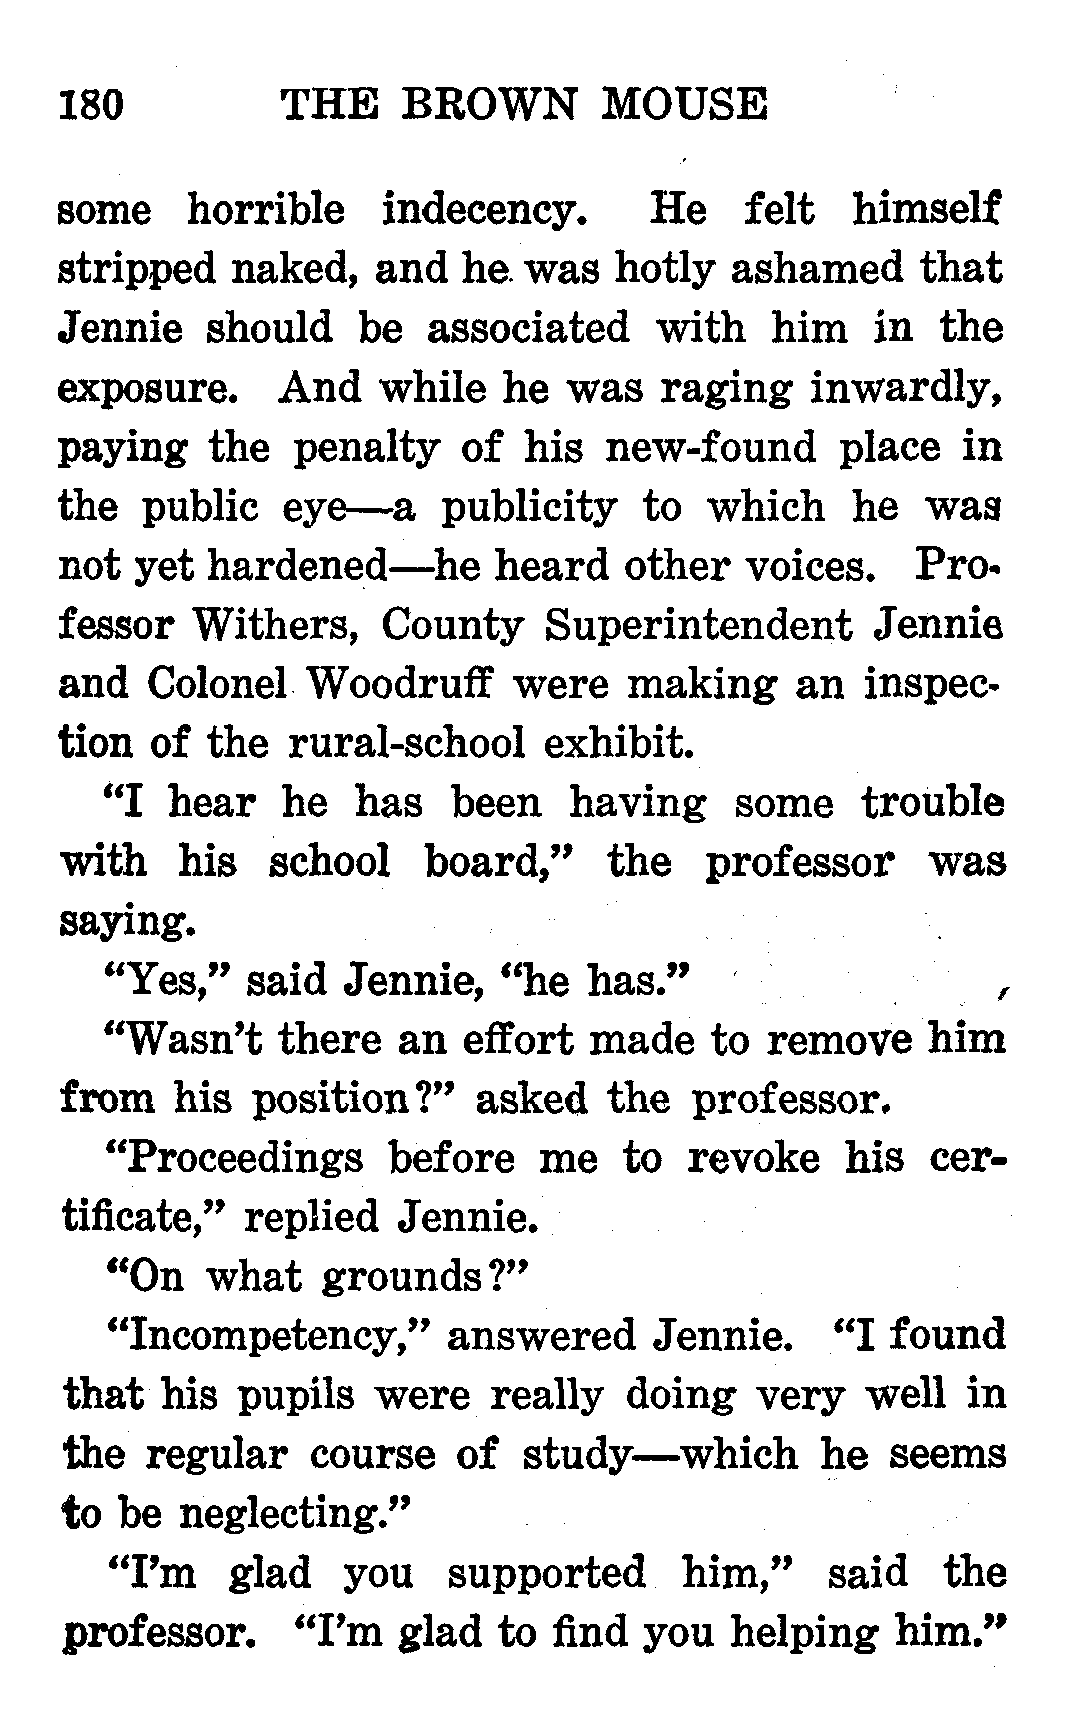 180 THE BROWN MOUSE
some horrible indecency. He felt himself
stripped naked, and he was hotly ashamed that
Jennie should be associated with him in the
exposure. And while he was raging inwardly,
paying the penalty of his new-found place in
the public eye—a publicity to which he was
not yet hardened—he heard other voices. Pro-
fessor Withers, County Superintendent Jennie
and Colonel Woodruff were making an inspec-
tion of the rural-school exhibit.
“I hear he has been having some trouble
with his school board,” the professor was
saying.
“Yes,” said Jennie, “he has.”
“Wasn’t there an effort made to remove him
from his position?” asked the professor.
“Proceedings before me to revoke his cer-
tificate,” replied Jennie.
“On what grounds?”
“Incompetency,” answered Jennie. “I found
that his pupils were really doing very well in
the regular course of study—which he seems
to be neglecting.”
“I’m glad you supported him,” said the
professor. “I’m glad to find you helping him.”